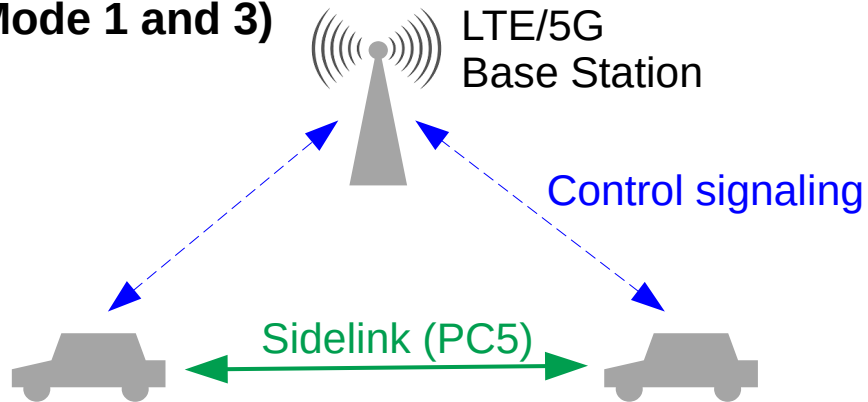 Mode 1 and 3)
LTE/5G
Base Station
Control signaling
Sidelink (PC5)